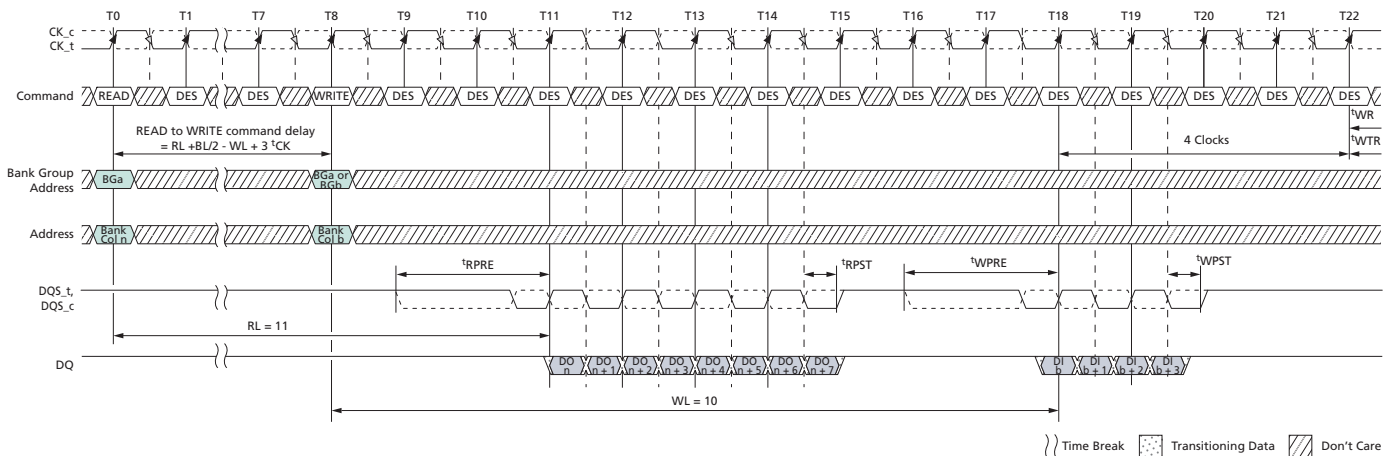 T0 T1 T7 T8 T9 T10 T11 T12 T13 T14 T15 T16 T17 T18 T19 T20 T21 T22
CK_c
CK_t
Command READ DES DES WRITE DES DES DES DES DES DES DES DES DES DES DES DES DES DES
tWR
READ to WRITE command delay
= RL +BL/2 - WL + 3 tCK
4 Clocks
tWTR
Bank Group
Address
BGa
BGa or
BGb
Address
Bank
Col n
Bank
Col b
tRPRE tRPST tWPRE tWPST
DQS_t,
DQS_c
RL = 11
DQ
DO DO DO DO DO DO DO DO DI DI DI DI
n n + 1 n + 2 n + 3 n + 4 n + 5 n + 6 n + 7 b b + 1 b + 2 b + 3
WL = 10
Time Break Transitioning Data Don't Care